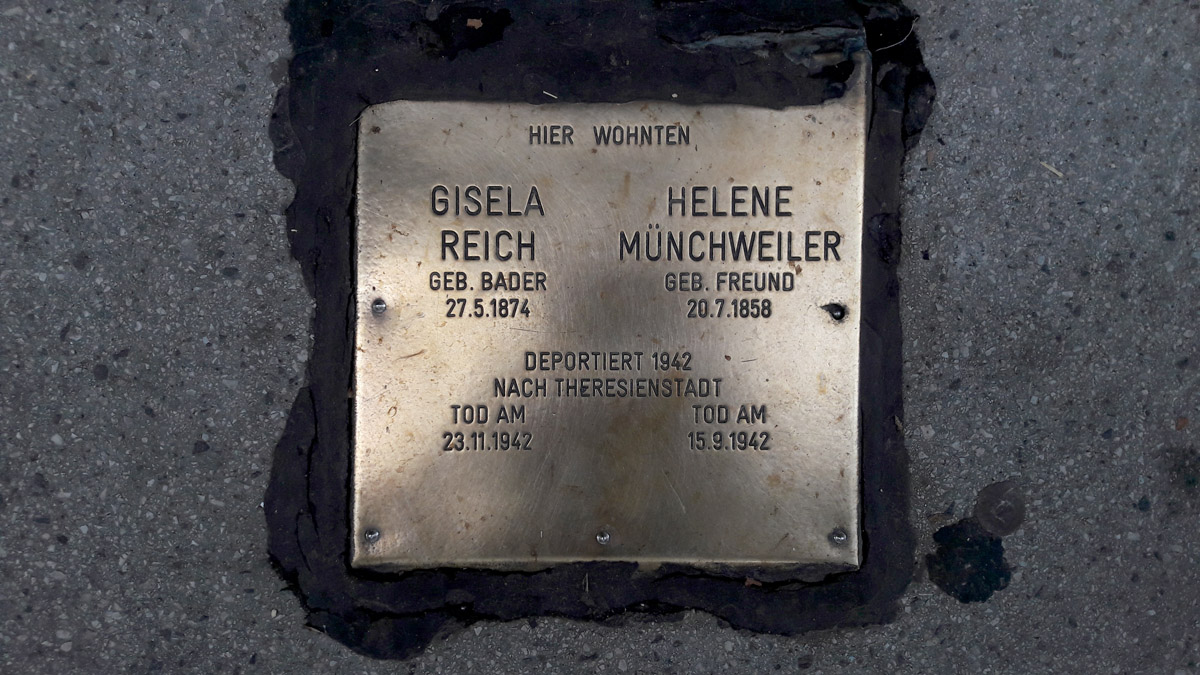 HIER WOHNTEN
GISELA
REICH
GEB. BADER
27.5.1874
HELENE
MÜNCHWEILER
GEB. FREUND
20.7.1858
DEPORTIERT 1942
NACH THERESIENSTADT
TOD AM
23.11.1942
TOD AM
15.9.1942